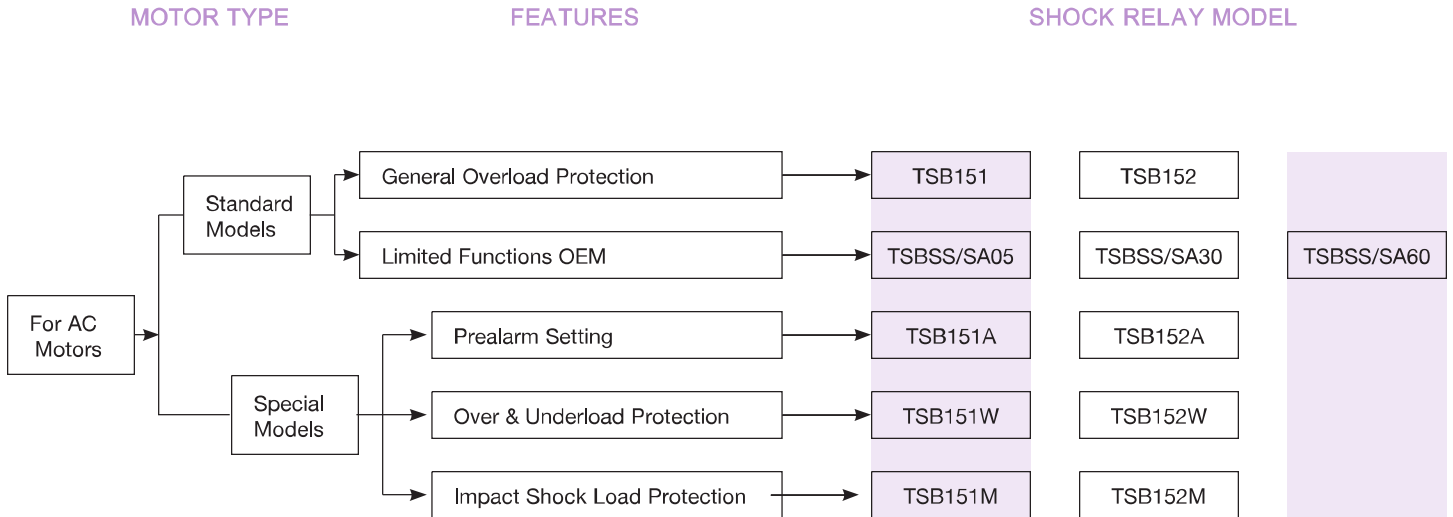 MOTOR TYPE FEATURES SHOCK RELAY MODEL
General Overload Protection TSB151 TSB152
Standard
Models
Limited Functions OEM TSBSS/SA05 TSBSS/SA30 TSBSS/SA60
For AC
Motors
Prealarm Setting TSB151A TSB152A
Special
Models
Over & Underload Protection TSB151W TSB152W
Impact Shock Load Protection TSB151M TSB152M